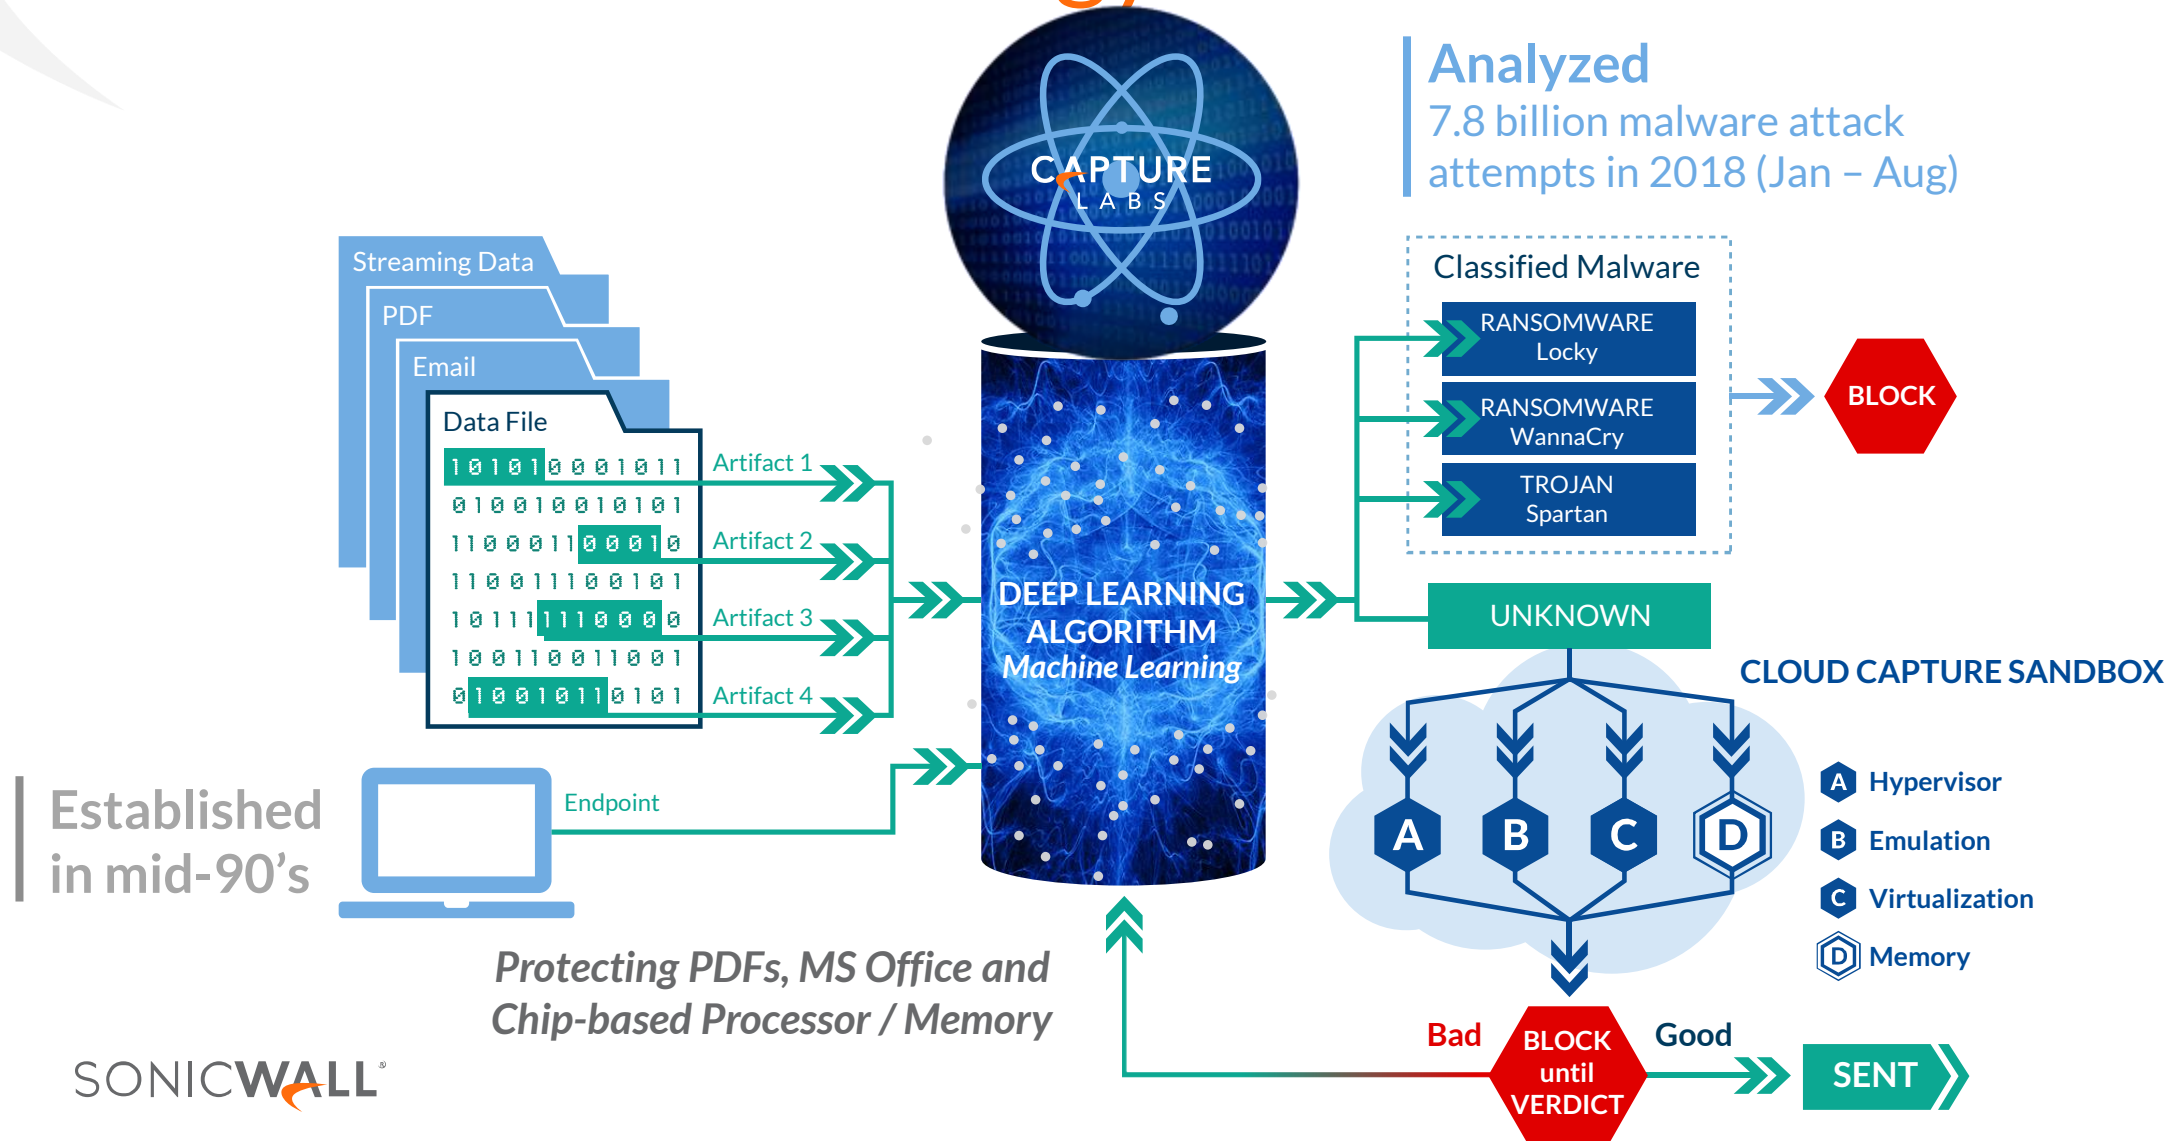 Analyzed
7.8 billion malware attack
attempts in 2018 (Jan – Aug)
CAPTURE
LABS
Streaming Data
PDF
Email
Data File
101010001011
010010010101
110001100010
110011100101
101111110000
100110011001
010010110101
Artifact 1
Artifact 2
Artifact 3
Artifact 4
Endpoint
Established
in mid-90’s
DEEP LEARNING
ALGORITHM
Machine Learning
Classified Malware
RANSOMWARE
Locky
RANSOMWARE
WannaCry
TROJAN
Spartan
BLOCK
UNKNOWN
CLOUD CAPTURE SANDBOX
A
B
C
D
A Hypervisor
B Emulation
C Virtualization
D Memory
Protecting PDFs, MS Office and
Chip-based Processor / Memory
Bad
BLOCK
until
VERDICT
Good
SENT
SONICWALL®